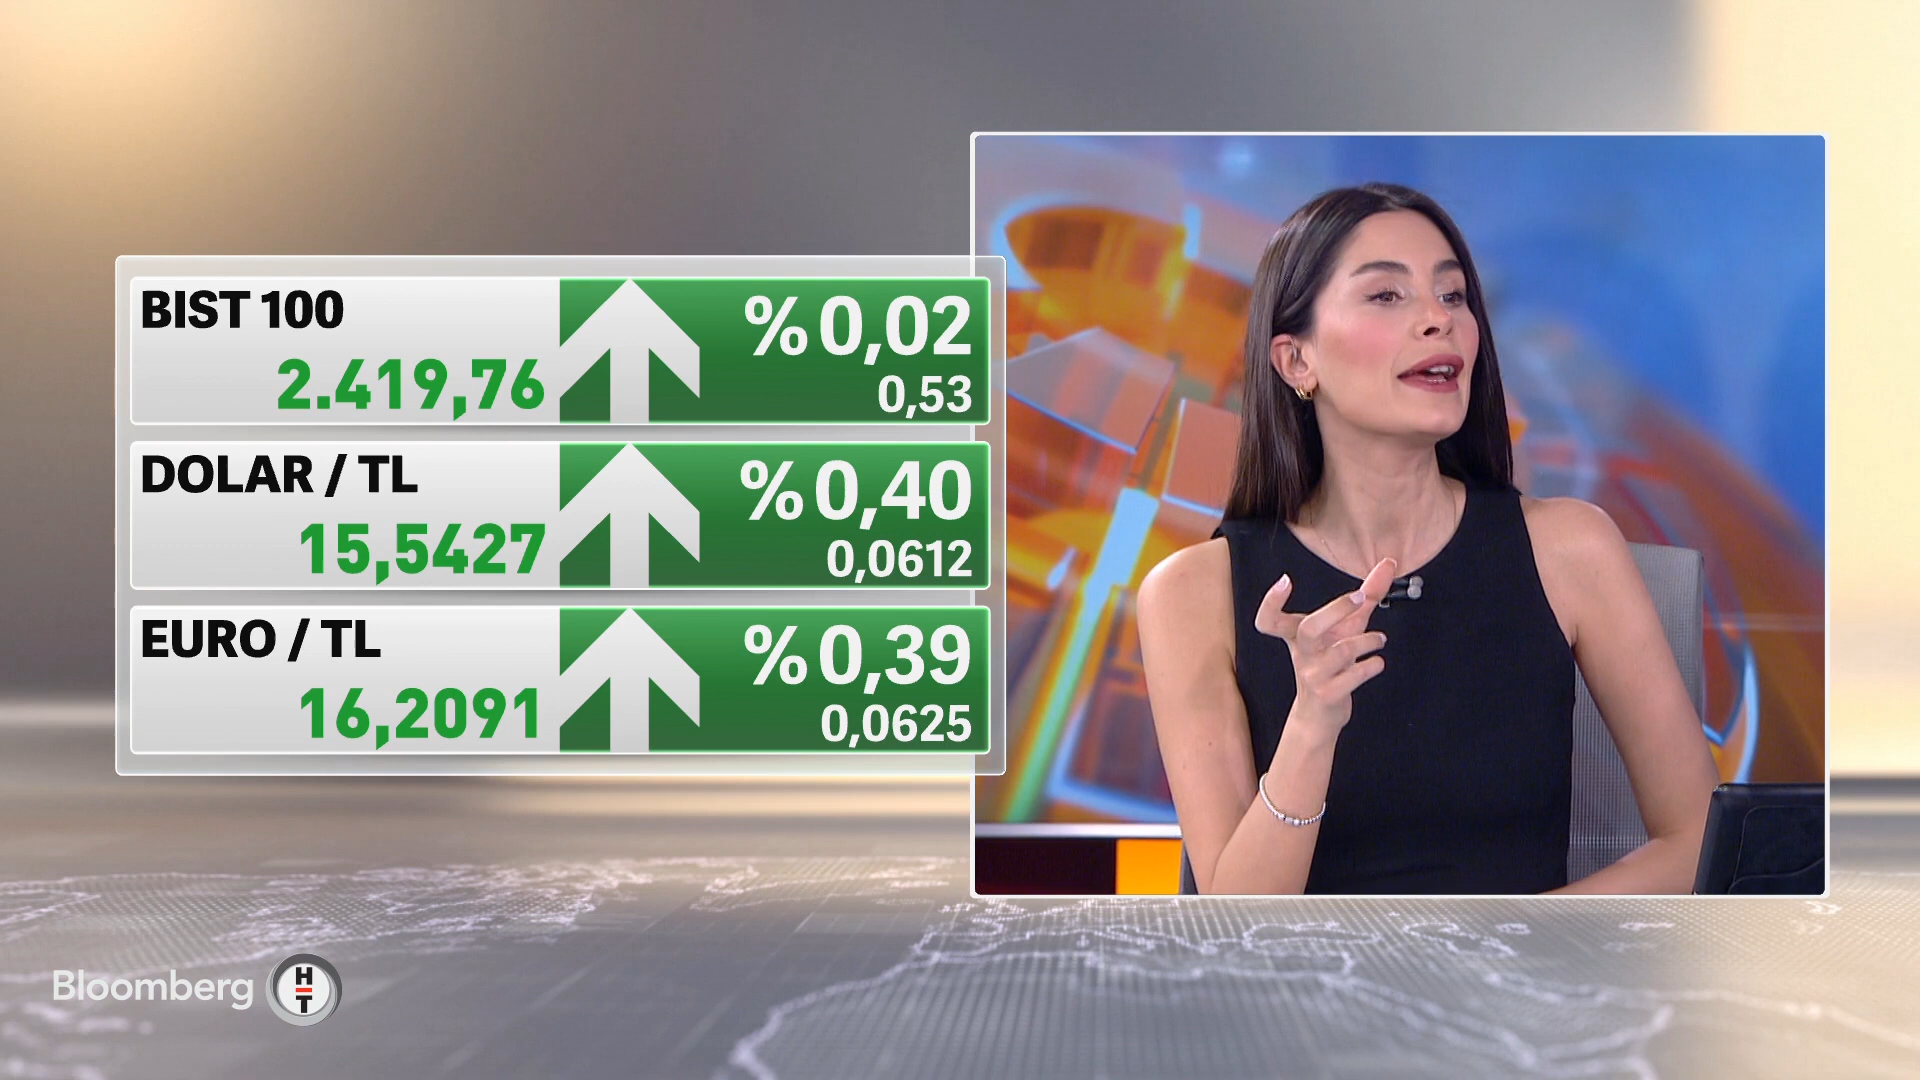 BIST 100
2.419,76
%0,02
0,53
DOLAR / TL
15,5427
%0,40
0,0612
EURO / TL
16,2091
%0,39
0,0625
Bloomberg HT